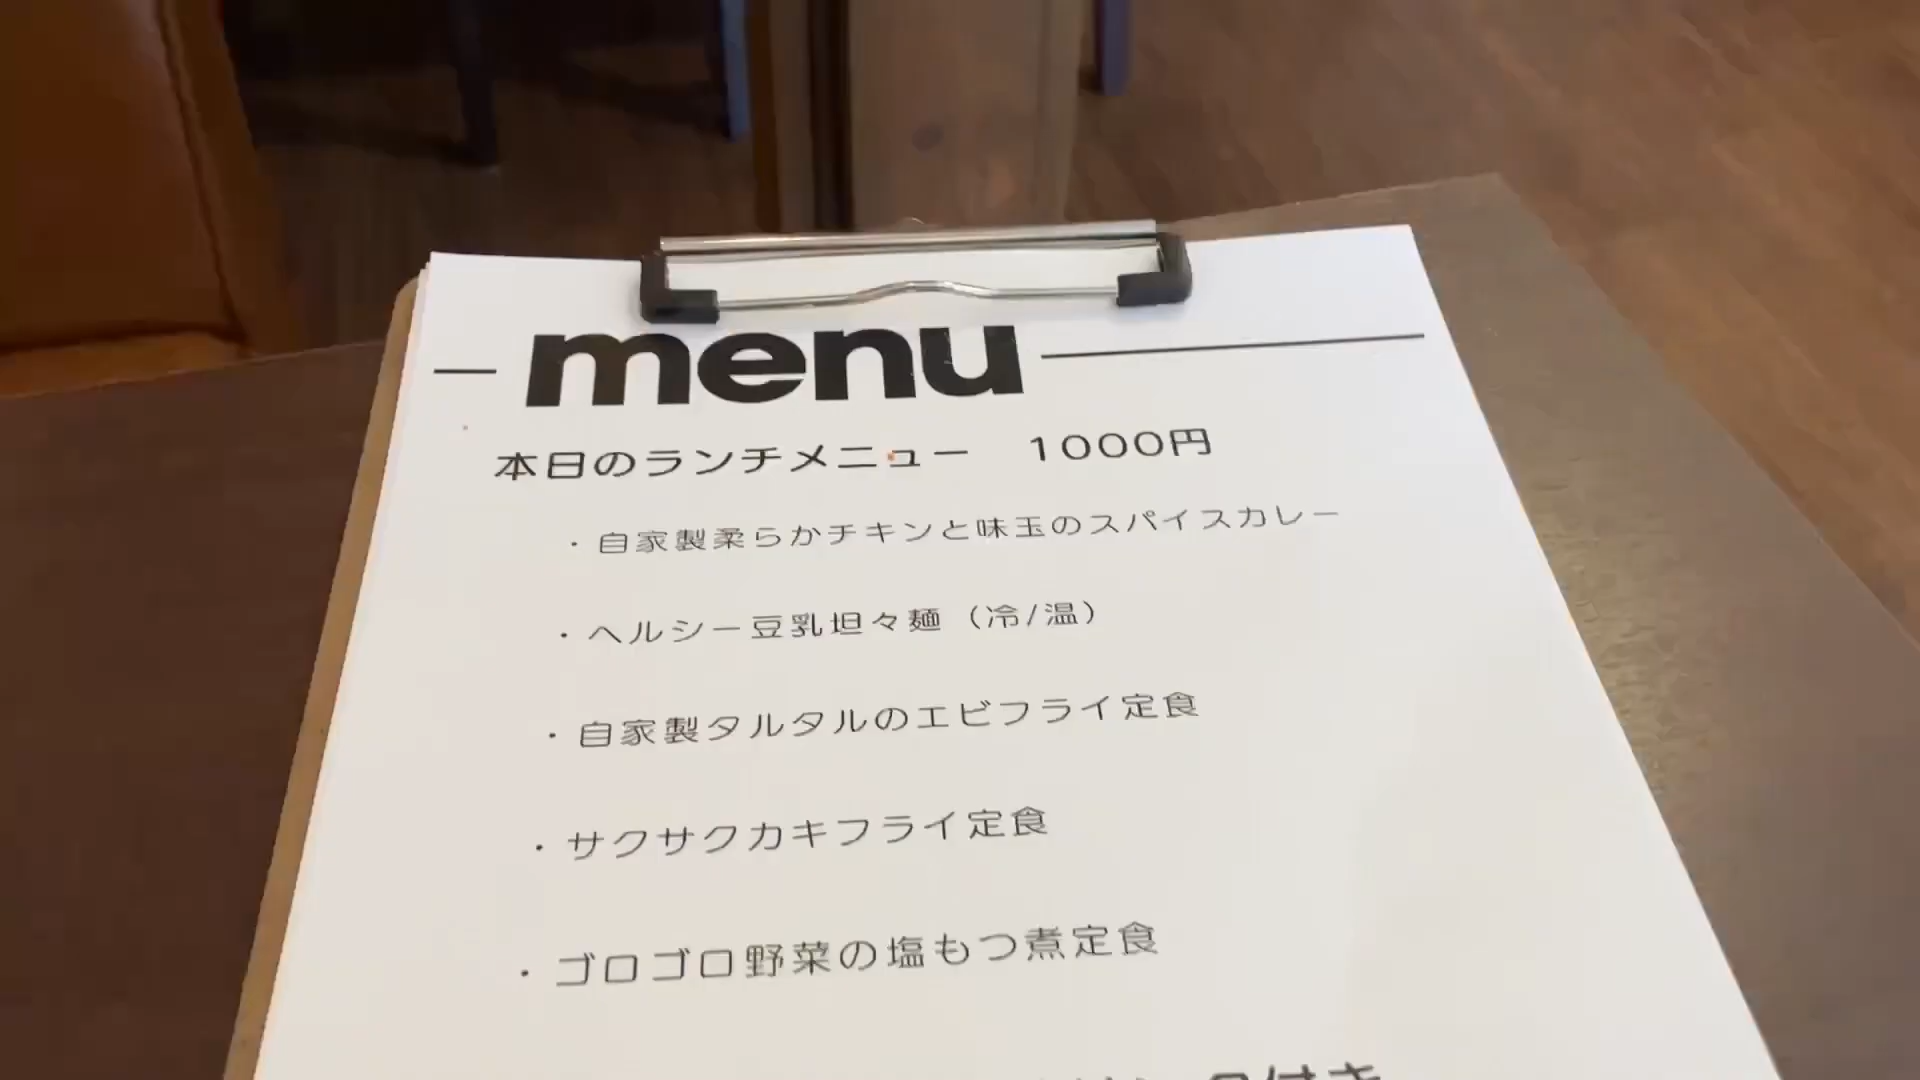 menu
本日のランチメニュー 1000円
・自家製柔らかチキンと味玉のスパイスカレー
・ヘルシー豆乳坦々麺（冷/温）
・自家製タルタルのエビフライ定食
・サクサクカキフライ定食
・ゴロゴロ野菜の塩もつ煮定食
付き